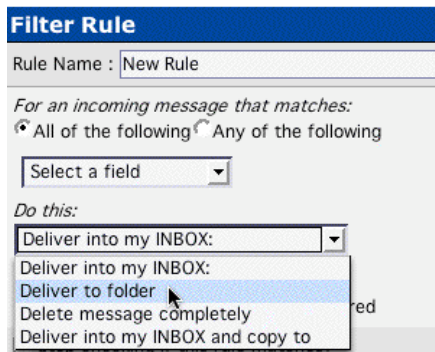 Filter Rule
Rule Name : New Rule
For an incoming message that matches:
All of the following Any of the following
Select a field
Do this:
Deliver into my INBOX:
Deliver into my INBOX:
Deliver to folder
Delete message completely
Deliver into my INBOX and copy to